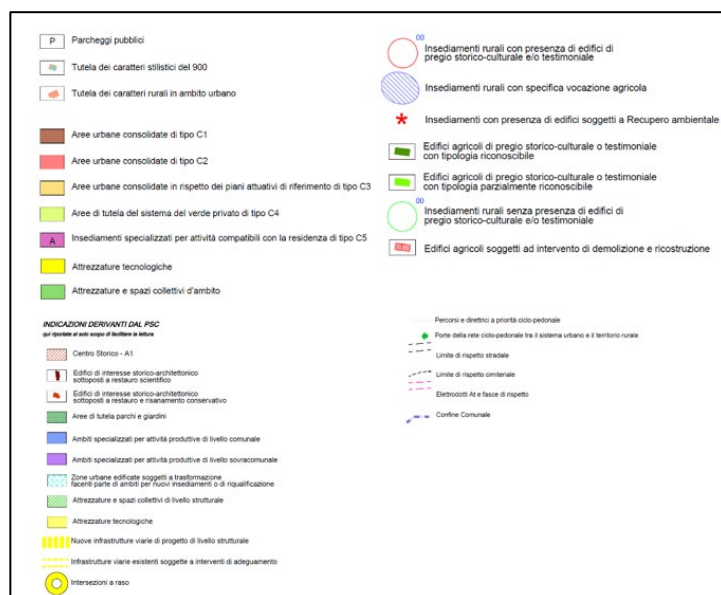 P Parcheggi pubblici
Tutela dei caratteri stilistici del 900
Tutela dei caratteri rurali in ambito urbano
Aree urbane consolidate di tipo C1
Aree urbane consolidate di tipo C2
Aree urbane consolidate in rispetto dei piani attuativi di riferimento di tipo C3
Aree di tutela del sistema del verde privato di tipo C4
A Insediamenti specializzati per attività compatibili con la residenza di tipo C5
Attrezzature tecnologiche
Attrezzature e spazi collettivi d'ambito
INDICAZIONI DERIVANTI DAL PSC
qui riportate al solo scopo di facilitare la lettura
Centro Storico - A1
Edifici di interesse storico-architettonico
sottoposti a restauro scientifico
Edifici di interesse storico-architettonico
sottoposti a restauro e risanamento conservativo
Aree di tutela parchi e giardini
Ambiti specializzati per attività produttive di livello comunale
Ambiti specializzati per attività produttive di livello sovracomunale
Zone urbane edificate soggetti a trasformazione
facenti parte di ambiti per nuovi insediamenti o di riqualificazione
Attrezzature e spazi collettivi di livello strutturale
Attrezzature tecnologiche
Nuove infrastrutture viarie di progetto di livello strutturale
Infrastrutture viarie esistenti soggette a interventi di adeguamento
Intersezioni a raso
00
Insediamenti rurali con presenza di edifici di
pregio storico-culturale e/o testimoniale
Insediamenti rurali con specifica vocazione agricola
* Insediamenti con presenza di edifici soggetti a Recupero ambientale
Edifici agricoli di pregio storico-culturale o testimoniale
con tipologia riconoscibile
Edifici agricoli di pregio storico-culturale o testimoniale
con tipologia parzialmente riconoscibile
00
Insediamenti rurali senza presenza di edifici di
pregio storico-culturale e/o testimoniale
Edifici agricoli soggetti ad intervento di demolizione e ricostruzione
Percorsi e direttrici a priorità ciclo-pedonale
Porte della rete ciclo-pedonale tra il sistema urbano e il territorio rurale
Limite di rispetto stradale
Limite di rispetto cimiteriale
Elettrodotti At e fasce di rispetto
Confine Comunale